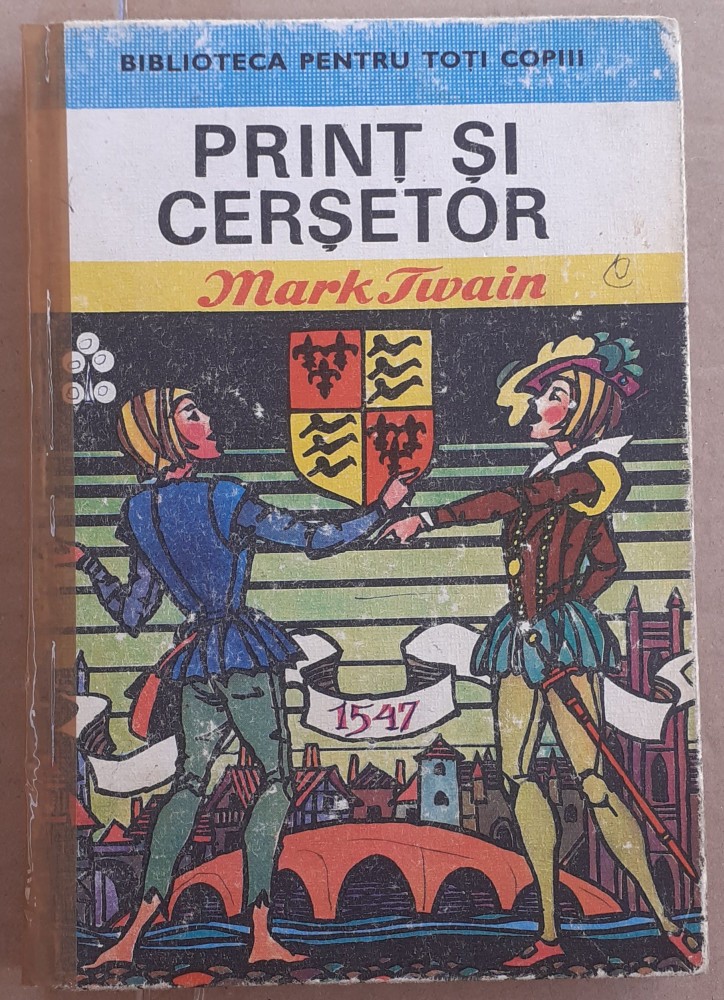 BIBLIOTECA PENTRU TOȚI COPIII
PRINȚ ȘI
CERȘETOR
Mark Twain
1547